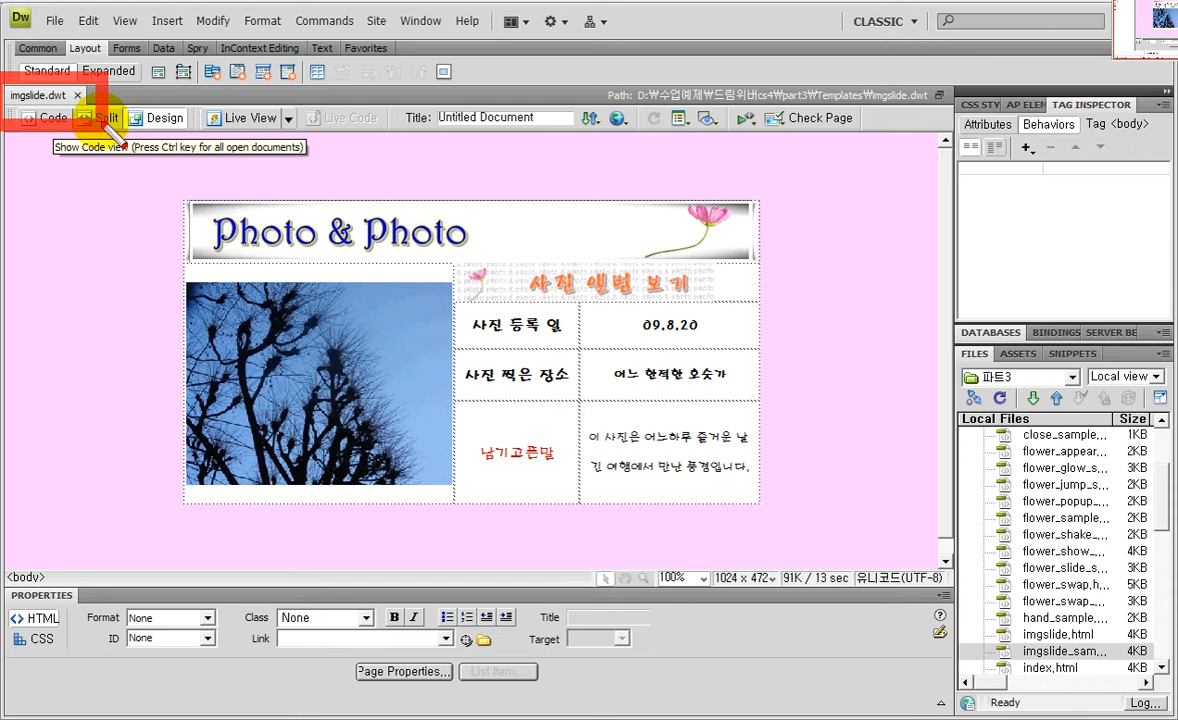 Dw File Edit View Insert Modify Format Commands Site Window Help CLASSIC
Common Layout Forms Data Spry InContext Editing Text Favorites
Standard Expanded
imgslide.dwt × Path: D:₩수업예제₩드림위버cs4₩part3₩Templates₩imgslide.dwt
Code Split Design Live View Live Code Title: Untitled Document Check Page
Show Code view (Press Ctrl key for all open documents)
Photo & Photo
사진 앨범 보기
사진 등록 일 09.8.20
사진 찍은 장소 어느 한적한 호숫가
남기고픈말
이 사진은 어느하루 즐거운 날
긴 여행에서 만난 풍경입니다.
<body> 100% 1024 x 472 91K / 13 sec 유니코드(UTF-8)
PROPERTIES
HTML Format None Class None B I Title
CSS ID None Link Target
Page Properties... List Item...
CSS STY AP ELEM TAG INSPECTOR
Attributes Behaviors Tag <body>
DATABASES BINDINGS SERVER BE
FILES ASSETS SNIPPETS
파트3 Local view
Local Files Size
close_sample,... 1KB
flower_appear... 2KB
flower_glow_s... 3KB
flower_jump_s... 2KB
flower_popup_... 2KB
flower_sample... 2KB
flower_shake_... 2KB
flower_show_... 4KB
flower_slide_s... 3KB
flower_swap,h... 5KB
flower_swap_... 3KB
hand_sample,... 2KB
imgslide,html 4KB
imgslide_sam... 4KB
index,html 4KB
Ready Log...